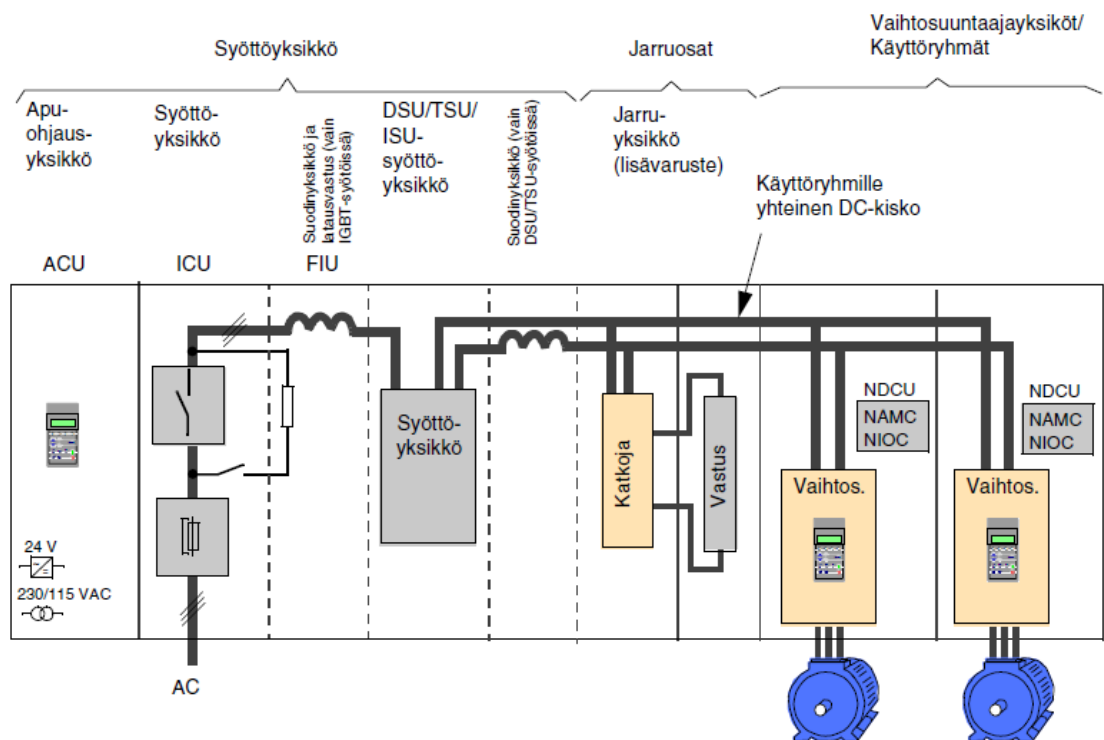 Syöttöyksikkö
Jarruosat
Vaihtosuuntaajayksiköt/
Käyttöryhmät
Apu-
ohjaus-
yksikkö
Syöttö-
yksikkö
Suodinyksikkö ja
latausvastus (vain
IGBT-syötöissä)
DSU/TSU/
ISU-
syöttö-
yksikkö
Suodinyksikkö (vain
DSU/TSU-syötöissä)
Jarru-
yksikkö
(lisävaruste)
Käyttöryhmille
yhteinen DC-kisko
ACU
ICU
FIU
Syöttö-
yksikkö
Katkoja
Vastus
NDCU
NAMC
NIOC
NDCU
NAMC
NIOC
Vaihtos.
Vaihtos.
24 V
230/115 VAC
AC